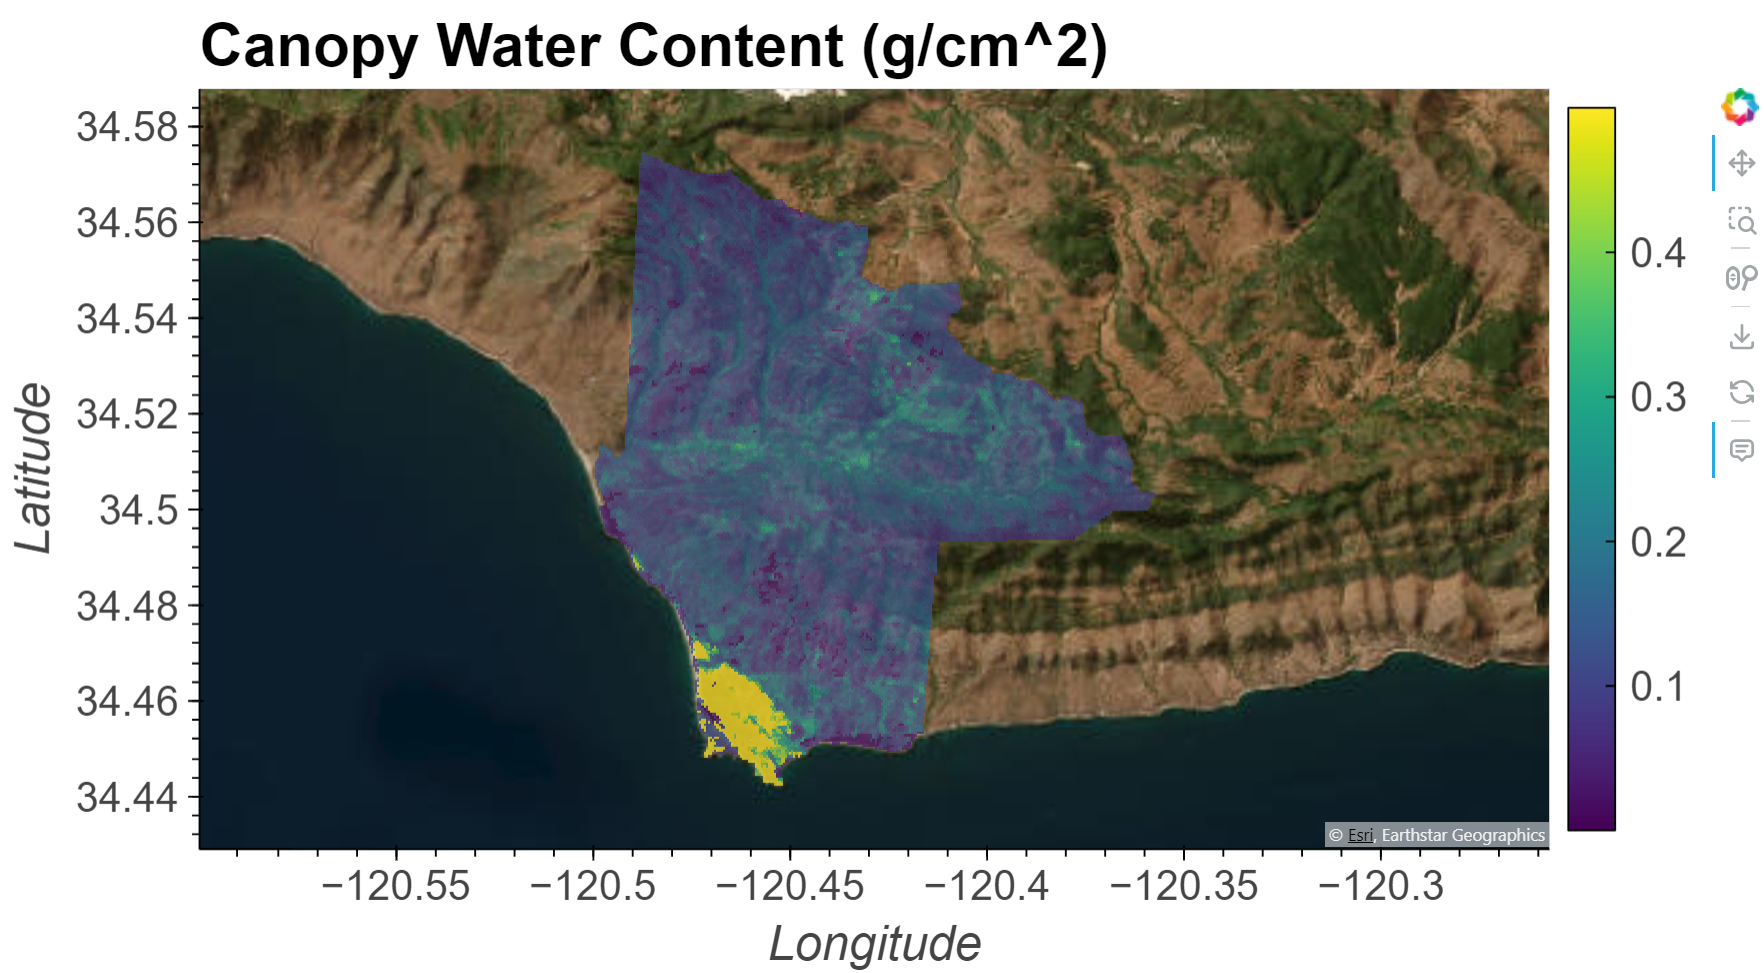 Canopy Water Content (g/cm^2)
34.58
34.56
34.54
34.52
34.5
34.48
34.46
34.44
Latitude
0.4
0.3
0.2
0.1
© Esri, Earthstar Geographics
−120.55 −120.5 −120.45 −120.4 −120.35 −120.3
Longitude